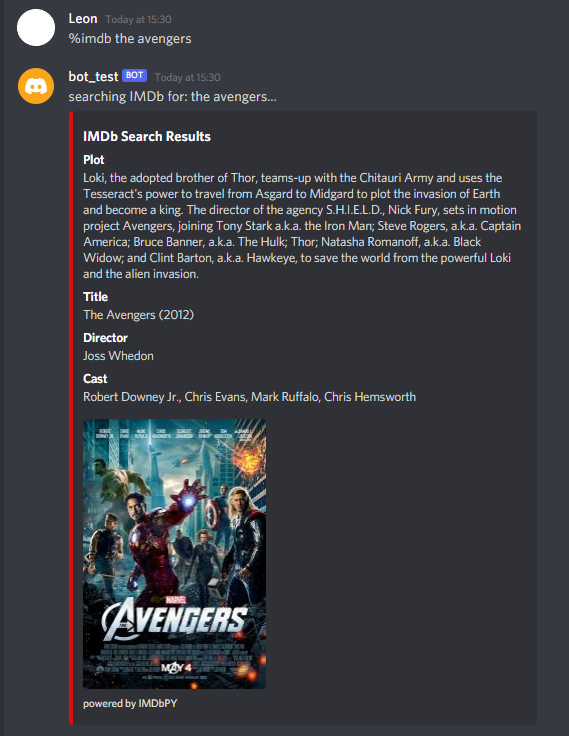 Leon Today at 15:30
%imdb the avengers
bot_test BOT Today at 15:30
searching IMDb for: the avengers...
IMDb Search Results
Plot
Loki, the adopted brother of Thor, teams-up with the Chitauri Army and uses the
Tesseract's power to travel from Asgard to Midgard to plot the invasion of Earth
and become a king. The director of the agency S.H.I.E.L.D., Nick Fury, sets in motion
project Avengers, joining Tony Stark a.k.a. the Iron Man; Steve Rogers, a.k.a. Captain
America; Bruce Banner, a.k.a. The Hulk; Thor; Natasha Romanoff, a.k.a. Black
Widow; and Clint Barton, a.k.a. Hawkeye, to save the world from the powerful Loki
and the alien invasion.
Title
The Avengers (2012)
Director
Joss Whedon
Cast
Robert Downey Jr., Chris Evans, Mark Ruffalo, Chris Hemsworth
MARVEL
AVENGERS
MAY 4
powered by IMDbPY